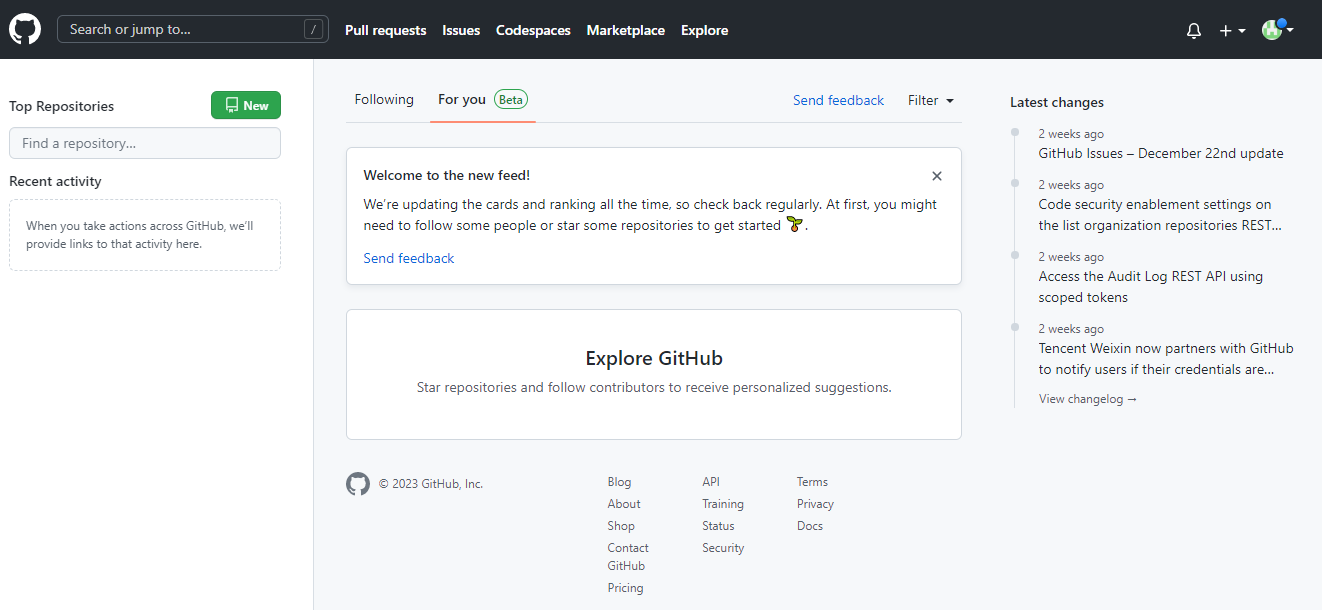 Search or jump to...
/
Pull requests
Issues
Codespaces
Marketplace
Explore
Top Repositories
New
Find a repository...
Recent activity
When you take actions across GitHub, we'll
provide links to that activity here.
Following
For you
Beta
Send feedback
Filter
Welcome to the new feed!
We're updating the cards and ranking all the time, so check back regularly. At first, you might
need to follow some people or star some repositories to get started 🌱.
Send feedback
Explore GitHub
Star repositories and follow contributors to receive personalized suggestions.
Latest changes
2 weeks ago
GitHub Issues – December 22nd update
2 weeks ago
Code security enablement settings on
the list organization repositories REST...
2 weeks ago
Access the Audit Log REST API using
scoped tokens
2 weeks ago
Tencent Weixin now partners with GitHub
to notify users if their credentials are...
View changelog →
© 2023 GitHub, Inc.
Blog
About
Shop
Contact
GitHub
Pricing
API
Training
Status
Security
Terms
Privacy
Docs